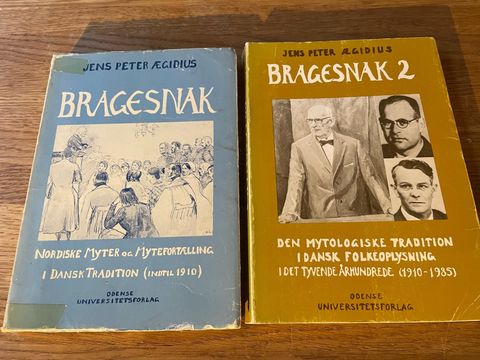 JENS PETER ÆGIDIUS
BRAGESNAK
NORDISKE MYTER OG MYTEFORTÆLLING
I DANSK TRADITION (INDTIL 1910)
ODENSE
UNIVERSITETSFORLAG
JENS PETER ÆGIDIUS
BRAGESNAK 2
DEN MYTOLOGISKE TRADITION
I DANSK FOLKEOPLYSNING
I DET TYVENDE ÅRHUNDREDE (1910-1985)
ODENSE
UNIVERSITETSFORLAG